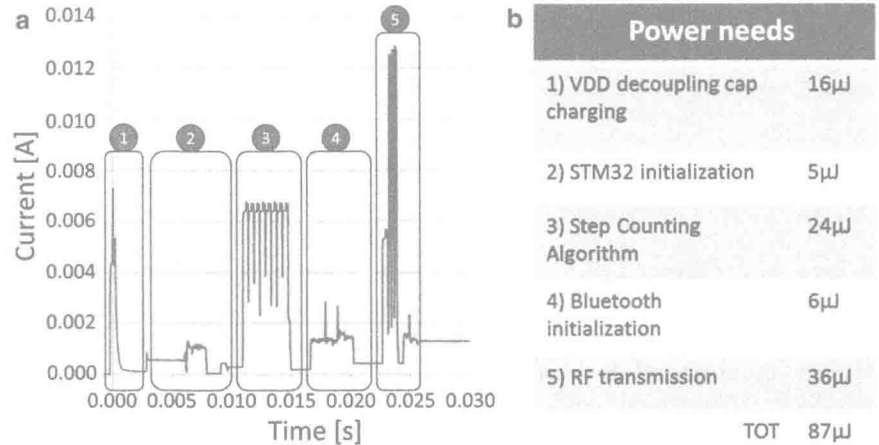 a
0.014
0.012
0.010
0.008
0.006
0.004
0.002
0.000
Current [A]
1
2
3
4
5
0.000 0.005 0.010 0.015 0.020 0.025 0.030
Time [s]
b
Power needs
1) VDD decoupling cap 16µJ
charging
2) STM32 initialization 5µJ
3) Step Counting 24µJ
Algorithm
4) Bluetooth 6µJ
initialization
5) RF transmission 36µJ
TOT 87µJ